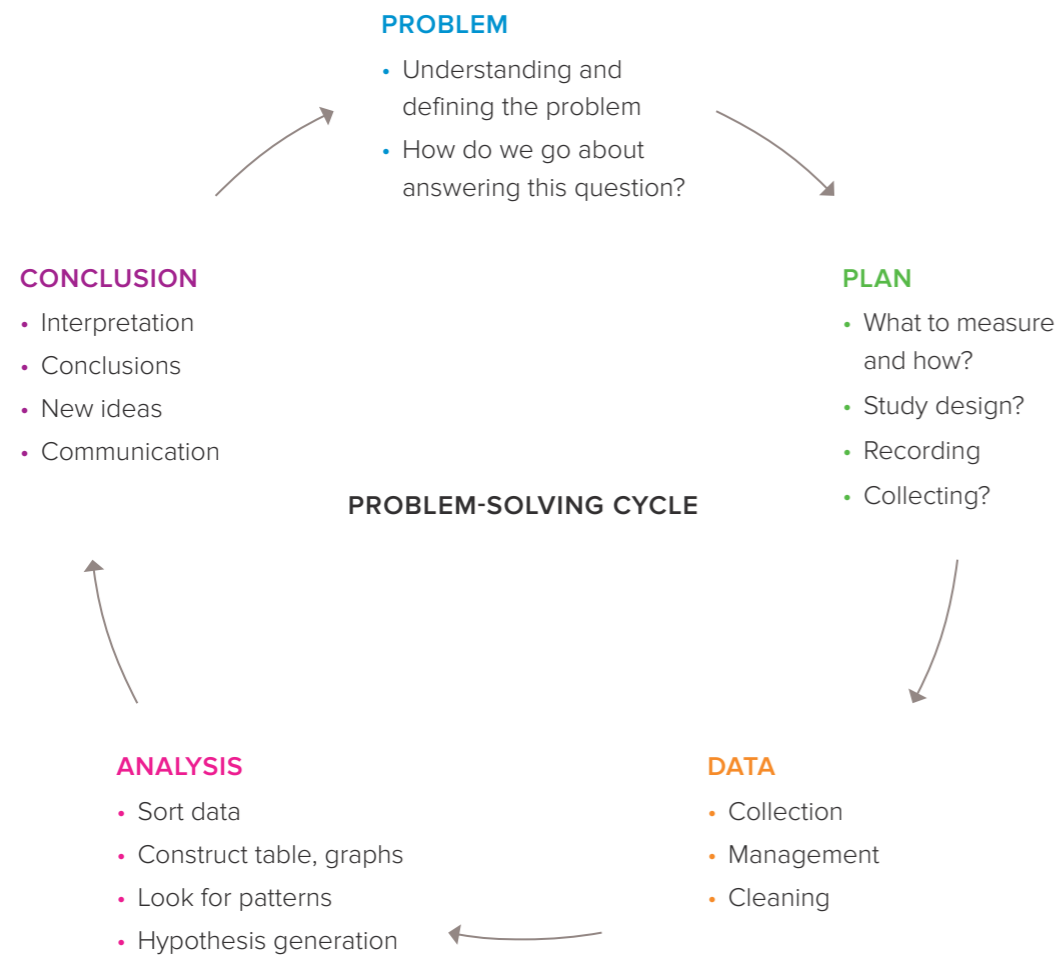 PROBLEM
• Understanding and
defining the problem
• How do we go about
answering this question?
PLAN
• What to measure
and how?
• Study design?
• Recording
• Collecting?
DATA
• Collection
• Management
• Cleaning
ANALYSIS
• Sort data
• Construct table, graphs
• Look for patterns
• Hypothesis generation
CONCLUSION
• Interpretation
• Conclusions
• New ideas
• Communication
PROBLEM-SOLVING CYCLE